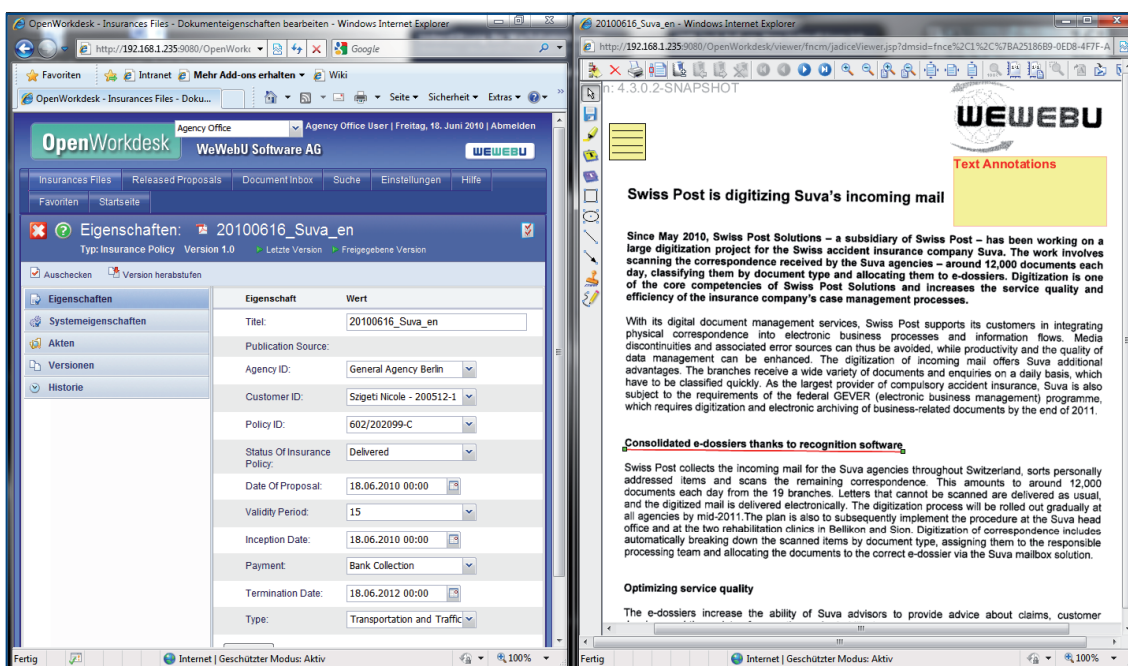 OpenWorkdesk - Insurances Files - Dokumenteigenschaften bearbeiten - Windows Internet Explorer
http://192.168.1.235:9080/OpenWorkc
Google
Favoriten Intranet Mehr Add-ons erhalten Wiki
OpenWorkdesk - Insurances Files - Doku...
Seite Sicherheit Extras
OpenWorkdesk
Agency Office
Agency Office User | Freitag, 18. Juni 2010 | Abmelden
WeWebU Software AG
WEWEBU
Insurances Files Released Proposals Document Inbox Suche Einstellungen Hilfe
Favoriten Startseite
Eigenschaften: 20100616_Suva_en
Typ: Insurance Policy Version 1.0 Letzte Version Freigegebene Version
Auschecken Version herabstufen
Eigenschaften
Systemeigenschaften
Akten
Versionen
Historie
Eigenschaft Wert
Titel: 20100616_Suva_en
Publication Source:
Agency ID: General Agency Berlin
Customer ID: Szigeti Nicole - 200512-1
Policy ID: 602/202099-C
Status Of Insurance Policy: Delivered
Date Of Proposal: 18.06.2010 00:00
Validity Period: 15
Inception Date: 18.06.2010 00:00
Payment: Bank Collection
Termination Date: 18.06.2012 00:00
Type: Transportation and Traffic
Fertig Internet | Geschützter Modus: Aktiv 100%
20100616_Suva_en - Windows Internet Explorer
http://192.168.1.235:9080/OpenWorkdesk/viewer/fncm/jadiceViewer.jsp?dmsid=fnce%2C1%2C%7BA25186B9-0ED8-4F7F-A
n: 4.3.0.2-SNAPSHOT
WEWEBU
Text Annotations
Swiss Post is digitizing Suva's incoming mail
Since May 2010, Swiss Post Solutions – a subsidiary of Swiss Post – has been working on a
large digitization project for the Swiss accident insurance company Suva. The work involves
scanning the correspondence received by the Suva agencies – around 12,000 documents each
day, classifying them by document type and allocating them to e-dossiers. Digitization is one
of the core competencies of Swiss Post Solutions and increases the service quality and
efficiency of the insurance company's case management processes.
With its digital document management services, Swiss Post supports its customers in integrating
physical correspondence into electronic business processes and information flows. Media
discontinuities and associated error sources can thus be avoided, while productivity and the quality of
data management can be enhanced. The digitization of incoming mail offers Suva additional
advantages. The branches receive a wide variety of documents and enquiries on a daily basis, which
have to be classified quickly. As the largest provider of compulsory accident insurance, Suva is also
subject to the requirements of the federal GEVER (electronic business management) programme,
which requires digitization and electronic archiving of business-related documents by the end of 2011.
Consolidated e-dossiers thanks to recognition software
Swiss Post collects the incoming mail for the Suva agencies throughout Switzerland, sorts personally
addressed items and scans the remaining correspondence. This amounts to around 12,000
documents each day from the 19 branches. Letters that cannot be scanned are delivered as usual,
and the digitized mail is delivered electronically. The digitization process will be rolled out gradually at
all agencies by mid-2011.The plan is also to subsequently implement the procedure at the Suva head
office and at the two rehabilitation clinics in Bellikon and Sion. Digitization of correspondence includes
automatically breaking down the scanned items by document type, assigning them to the responsible
processing team and allocating the documents to the correct e-dossier via the Suva mailbox solution.
Optimizing service quality
The e-dossiers increase the ability of Suva advisors to provide advice about claims, customer
Fertig Internet | Geschützter Modus: Aktiv 100%